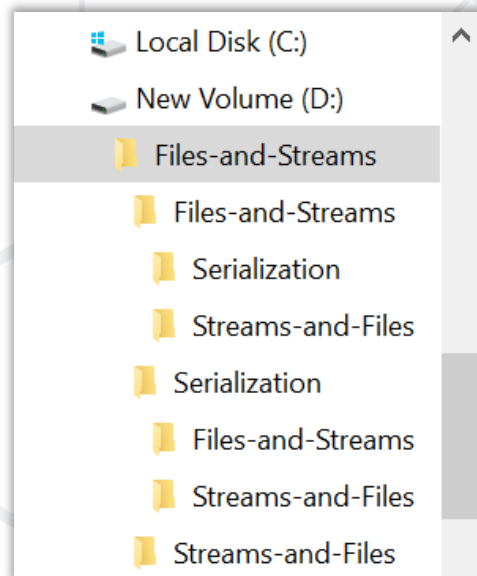 Local Disk (C:)
New Volume (D:)
Files-and-Streams
Files-and-Streams
Serialization
Streams-and-Files
Serialization
Files-and-Streams
Streams-and-Files
Streams-and-Files